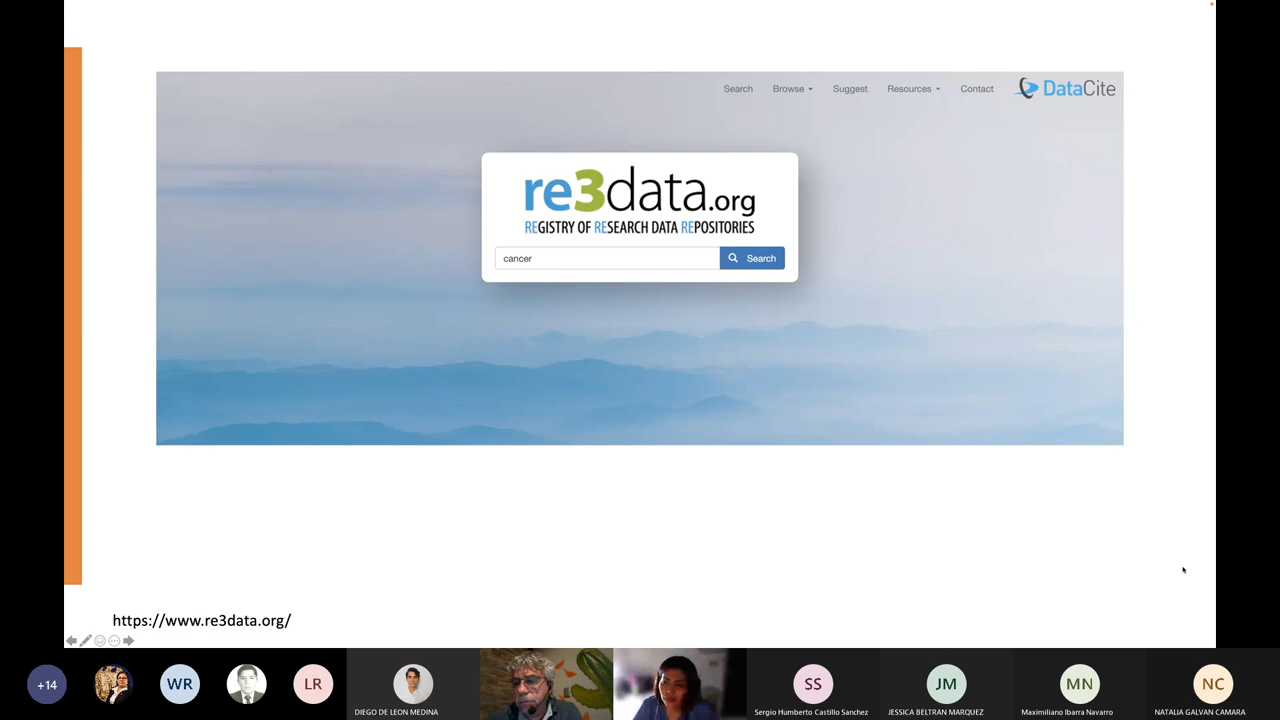 Search Browse Suggest Resources Contact DataCite
re3data.org
REGISTRY OF RESEARCH DATA REPOSITORIES
cancer Search
https://www.re3data.org/
+14 WR LR SS JM MN NC
DIEGO DE LEON MEDINA Sergio Humberto Castillo Sanchez JESSICA BELTRAN MARQUEZ Maximiliano Ibarra Navarro NATALIA GALVAN CAMARA